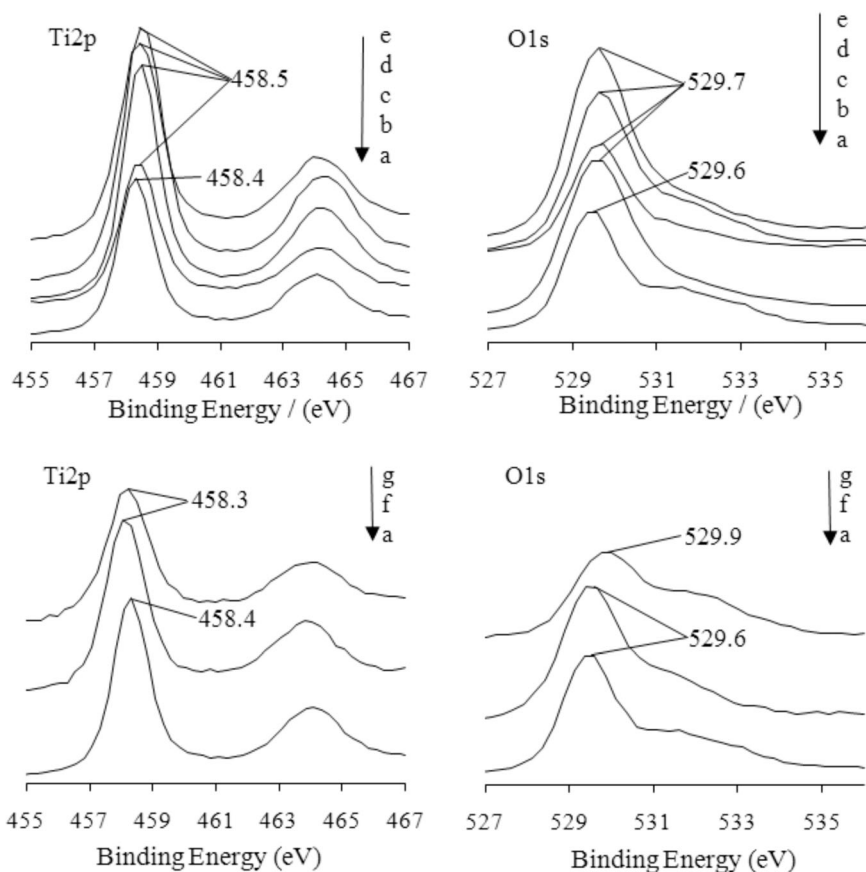 Ti2p
458.5
458.4
e
d
c
b
a
455 457 459 461 463 465 467
Binding Energy / (eV)
O1s
529.7
529.6
e
d
c
b
a
527 529 531 533 535
Binding Energy / (eV)
Ti2p
458.3
458.4
g
f
a
455 457 459 461 463 465 467
Binding Energy (eV)
O1s
529.9
529.6
g
f
a
527 529 531 533 535
Binding Energy (eV)